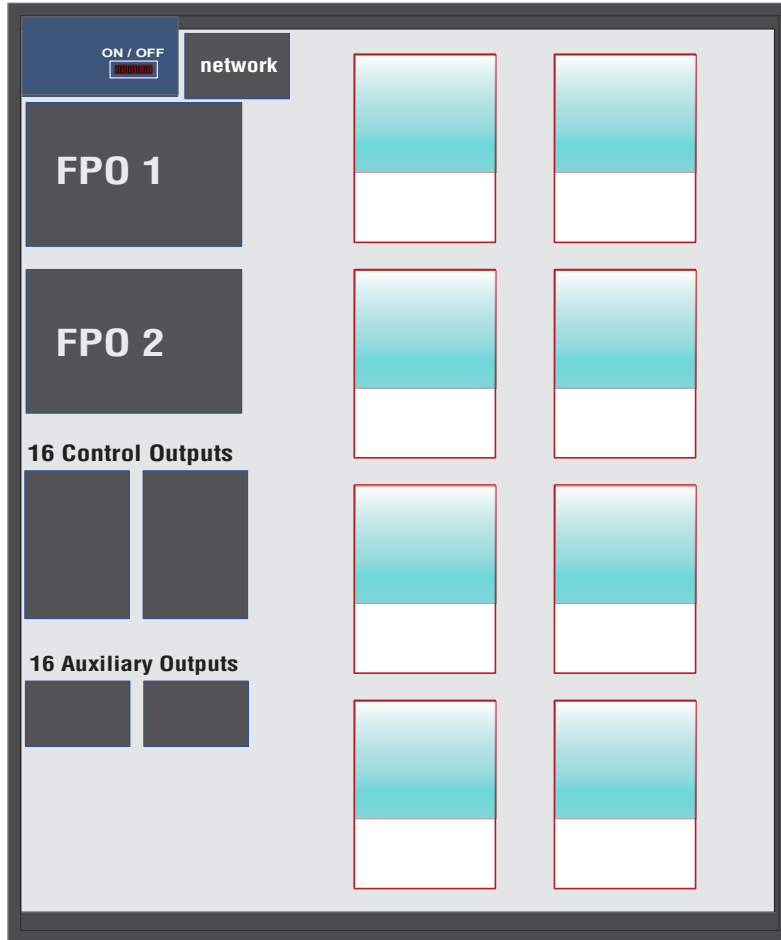 ON / OFF
network
FPO 1
FPO 2
16 Control Outputs
16 Auxiliary Outputs